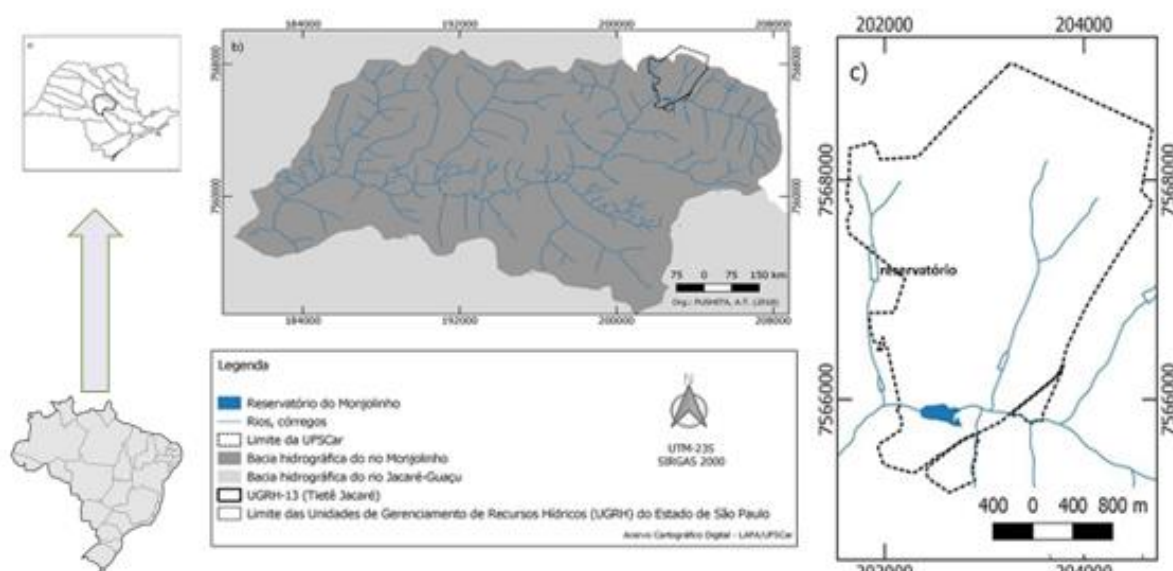 b)
184000 192000 200000 208000
7568000
7560000
7568000
7560000
75 0 75 150 km
Org.: FUSHITA, A.T. (2018)
184000 192000 200000 208000
Legenda
Reservatório do Monjolinho
Rios, córregos
Limite da UFSCar
Bacia hidrográfica do rio Monjolinho
Bacia hidrográfica do rio Jacaré-Guaçu
UGRH-13 (Tietê Jacaré)
Limite das Unidades de Gerenciamento de Recursos Hídricos (UGRH) do Estado de São Paulo
N
UTM-23S
SIRGAS 2000
Acervo Cartográfico Digital - LAPA/UFSCar
202000 204000
c)
7568000
7566000
7568000
7566000
reservatório
400 0 400 800 m
202000 204000